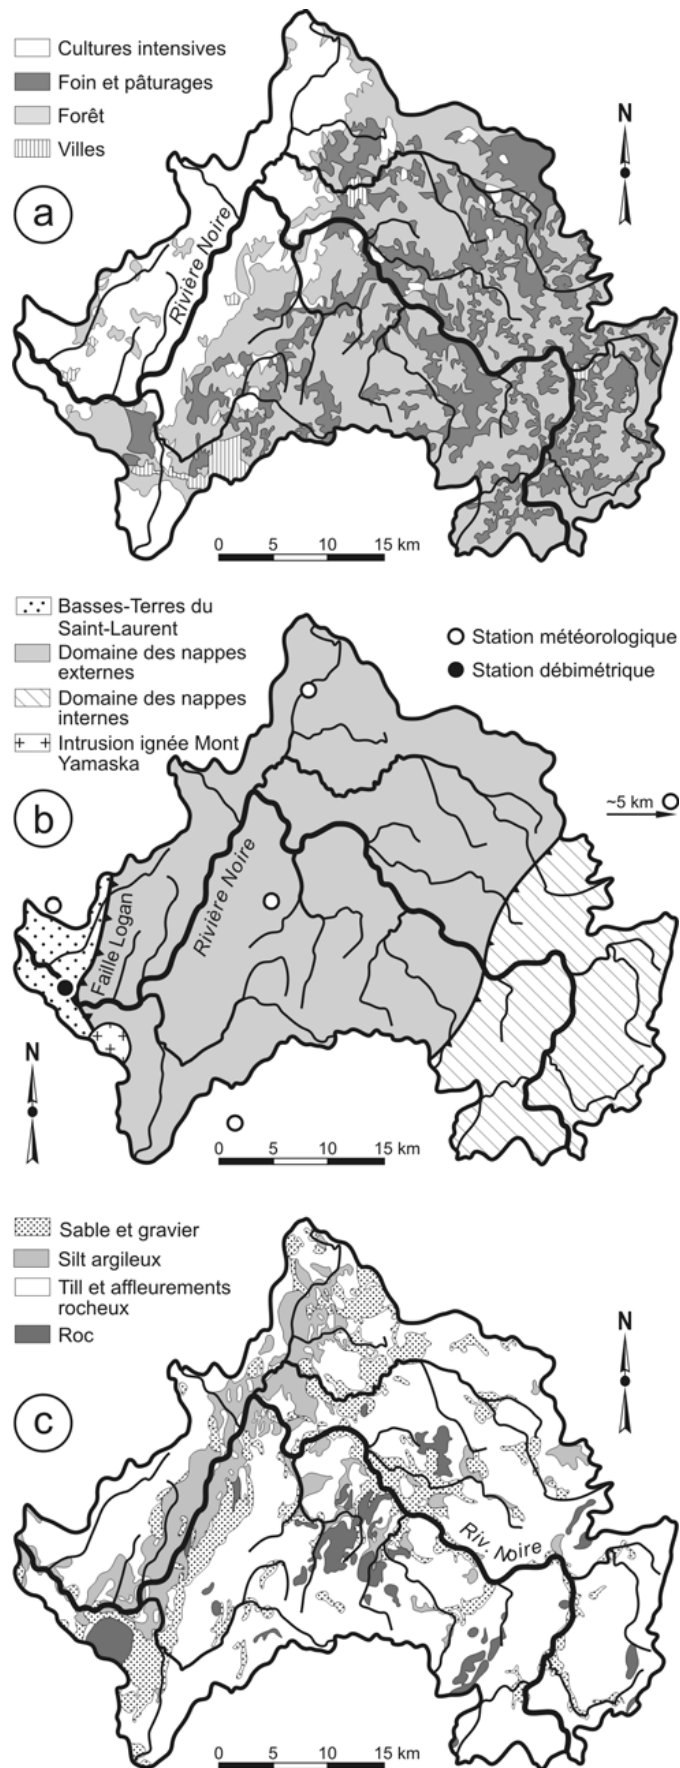 Cultures intensives
Foin et pâturages
Forêt
Villes
N
a
Rivière Noire
0 5 10 15 km
Basses-Terres du
Saint-Laurent
Domaine des nappes
externes
Domaine des nappes
internes
Intrusion ignée Mont
Yamaska
Station météorologique
Station débimétrique
~5 km
b
Faille Logan
Rivière Noire
N
0 5 10 15 km
Sable et gravier
Silt argileux
Till et affleurements
rocheux
Roc
N
c
Riv. Noire
0 5 10 15 km